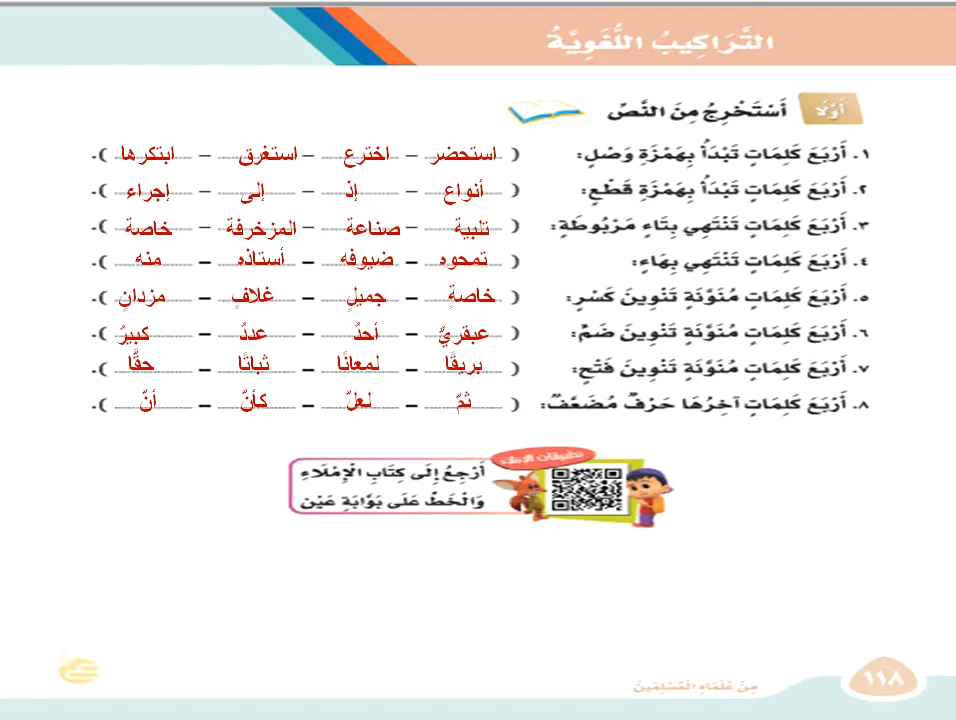 التَّرَاكِيبُ اللُّغَوِيَّةُ
أَوَّلًا أَسْتَخْرِجُ مِنَ النَّصِّ
١. أَرْبَعَ كَلِمَاتٍ تَبْدَأُ بِهَمْزَةِ وَصْلٍ: ( استحضر – اخترع – استغرق – ابتكرها ).
٢. أَرْبَعَ كَلِمَاتٍ تَبْدَأُ بِهَمْزَةِ قَطْعٍ: ( أنواع – إذ – إلى – إجراء ).
٣. أَرْبَعَ كَلِمَاتٍ تَنْتَهِي بِتَاءٍ مَرْبُوطَةٍ: ( تلبية – صناعة – المزخرفة – خاصة ).
٤. أَرْبَعَ كَلِمَاتٍ تَنْتَهِي بِهَاءٍ: ( تمحوه – ضيوفه – أستاذه – منه ).
٥. أَرْبَعَ كَلِمَاتٍ مُنَوَّنَةٍ تَنْوِينَ كَسْرٍ: ( خاصةٍ – جميلٍ – غلافٍ – مزدانٍ ).
٦. أَرْبَعَ كَلِمَاتٍ مُنَوَّنَةٍ تَنْوِينَ ضَمٍّ: ( عبقريٌّ – أحدٌ – عددٌ – كبيرٌ ).
٧. أَرْبَعَ كَلِمَاتٍ مُنَوَّنَةٍ تَنْوِينَ فَتْحٍ: ( بريقًا – لمعانًا – ثباتًا – حقًّا ).
٨. أَرْبَعَ كَلِمَاتٍ آخِرُهَا حَرْفٌ مُضَعَّفٌ: ( ثمّ – لعلّ – كأنّ – أنّ ).
تطبيقات الإملاء
أَرْجِعُ إِلَى كِتَابِ الْإِمْلَاءِ
وَالْخَطِّ عَلَى بَوَّابَةِ عَيْن
١١٨
مِنْ عُلَمَاءِ الْمُسْلِمِينَ